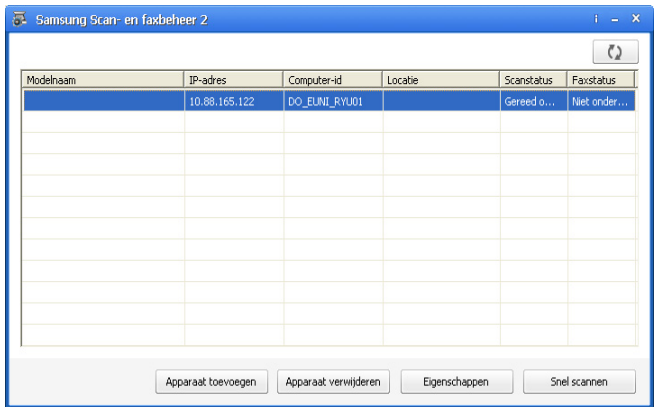 Samsung Scan- en faxbeheer 2
Modelnaam IP-adres Computer-id Locatie Scanstatus Faxstatus
10.88.165.122 DO_EUNI_RYU01 Gereed o... Niet onder...
Apparaat toevoegen Apparaat verwijderen Eigenschappen Snel scannen